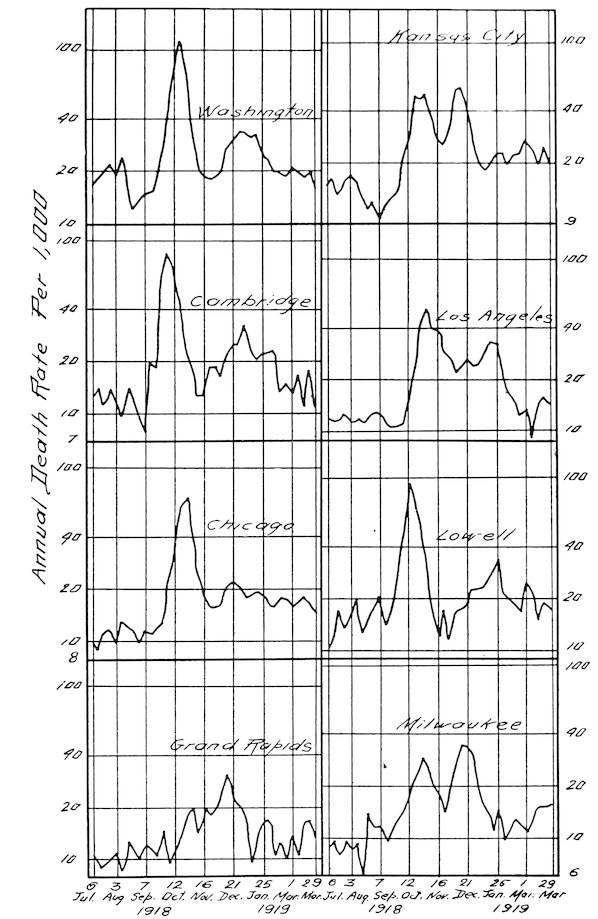 Annual Death Rate Per 1,000
100
40
20
10
Washington
Kansas City
100
40
20
.9
100
40
20
10
7
Cambridge
Los Angeles
100
40
20
10
100
40
20
10
8
Chicago
Lowell
100
40
20
10
100
40
20
10
Grand Rapids
Milwaukee
100
40
20
10
6
6 3 7 12 16 21 25 1 29
Jul. Aug. Sep. Oct. Nov. Dec. Jan. Mar. Mar.
1918 1919
6 3 7 12 16 21 26 1 29
Jul. Aug. Sep. Oct. Nov. Dec. Jan. Mar. Mar
1918 1919